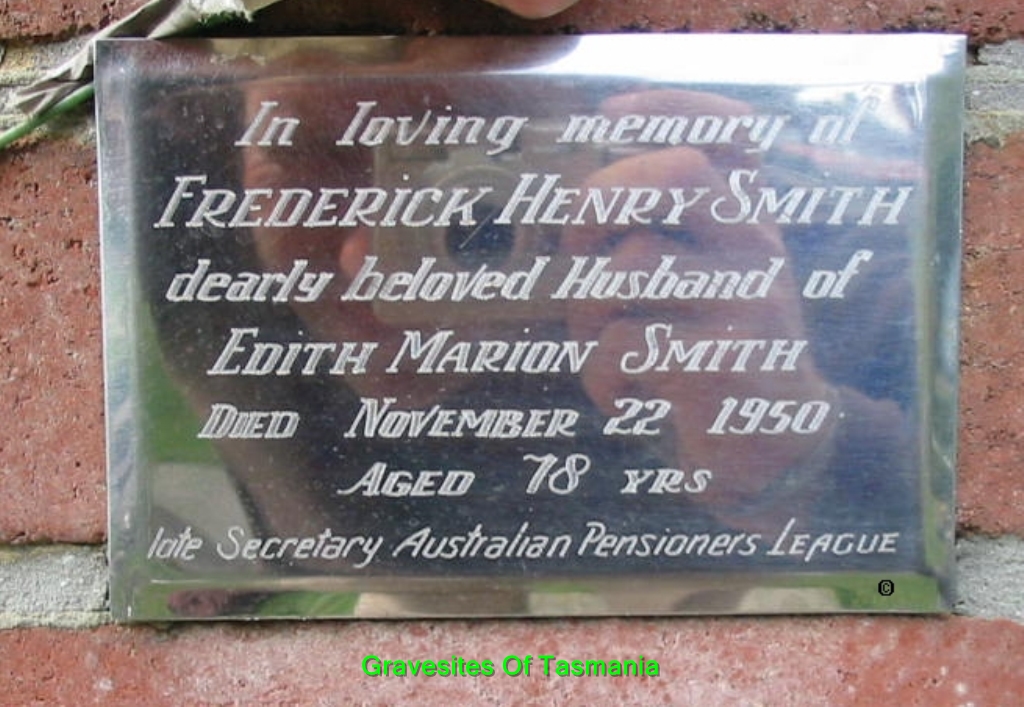 In loving memory of
FREDERICK HENRY SMITH
dearly beloved Husband of
EDITH MARION SMITH
DIED NOVEMBER 22 1950
AGED 78 YRS
late Secretary Australian Pensioners LEAGUE
©
Gravesites Of Tasmania